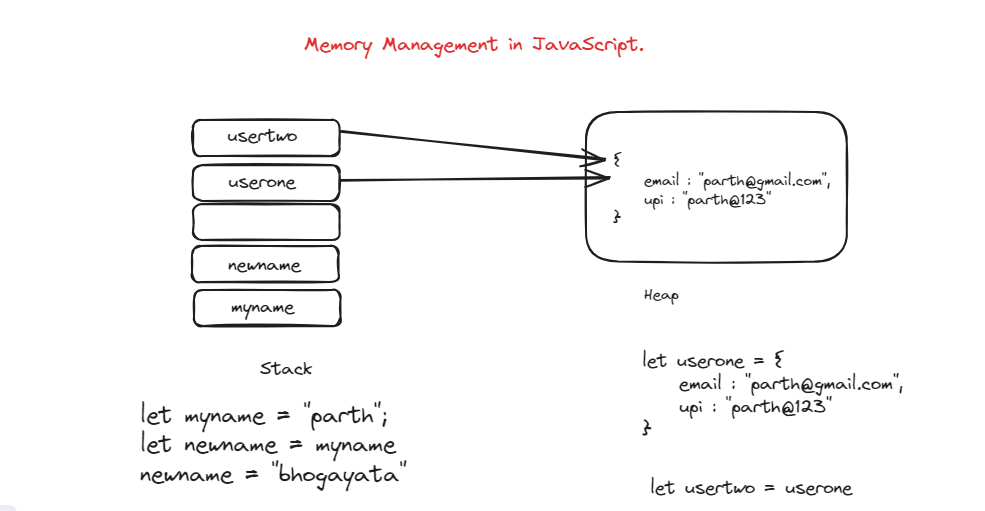 Memory Management in JavaScript.
usertwo
userone
newname
myname
Stack
{
email : "parth@gmail.com",
upi : "parth@123"
}
Heap
let myname = "parth";
let newname = myname
newname = "bhogayata"
let userone = {
email : "parth@gmail.com",
upi : "parth@123"
}
let usertwo = userone